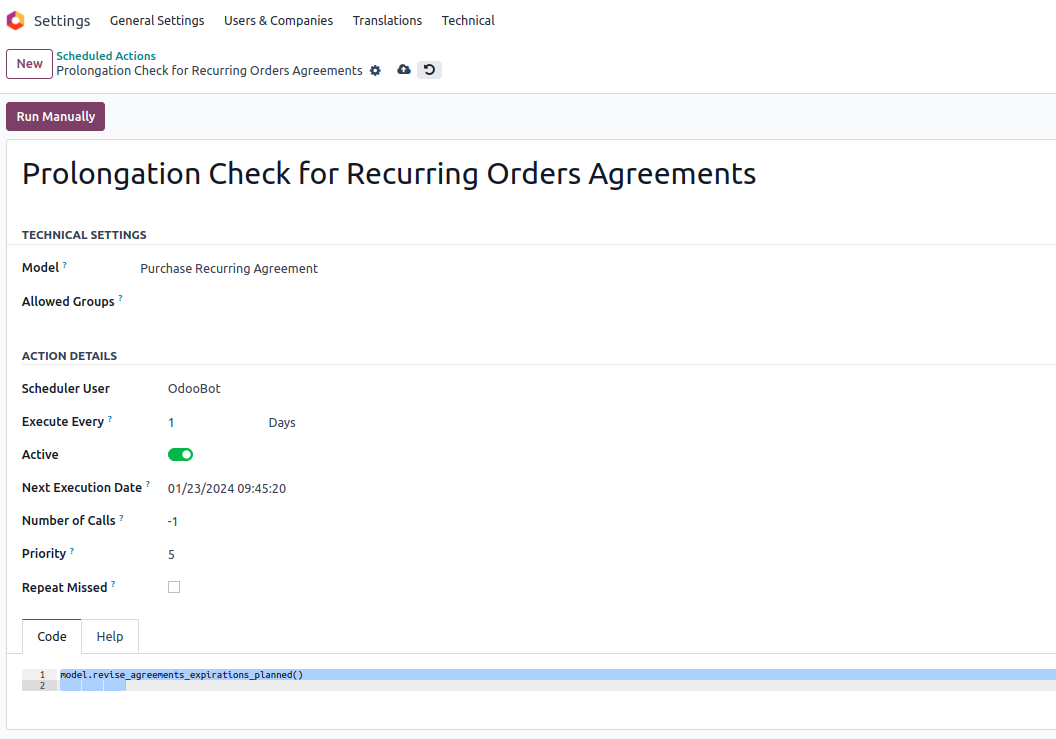 Settings General Settings Users & Companies Translations Technical
New
Scheduled Actions
Prolongation Check for Recurring Orders Agreements
Run Manually
Prolongation Check for Recurring Orders Agreements
TECHNICAL SETTINGS
Model ? Purchase Recurring Agreement
Allowed Groups ?
ACTION DETAILS
Scheduler User OdooBot
Execute Every ? 1 Days
Active
Next Execution Date ? 01/23/2024 09:45:20
Number of Calls ? -1
Priority ? 5
Repeat Missed ?
Code Help
1 model.revise_agreements_expirations_planned()
2